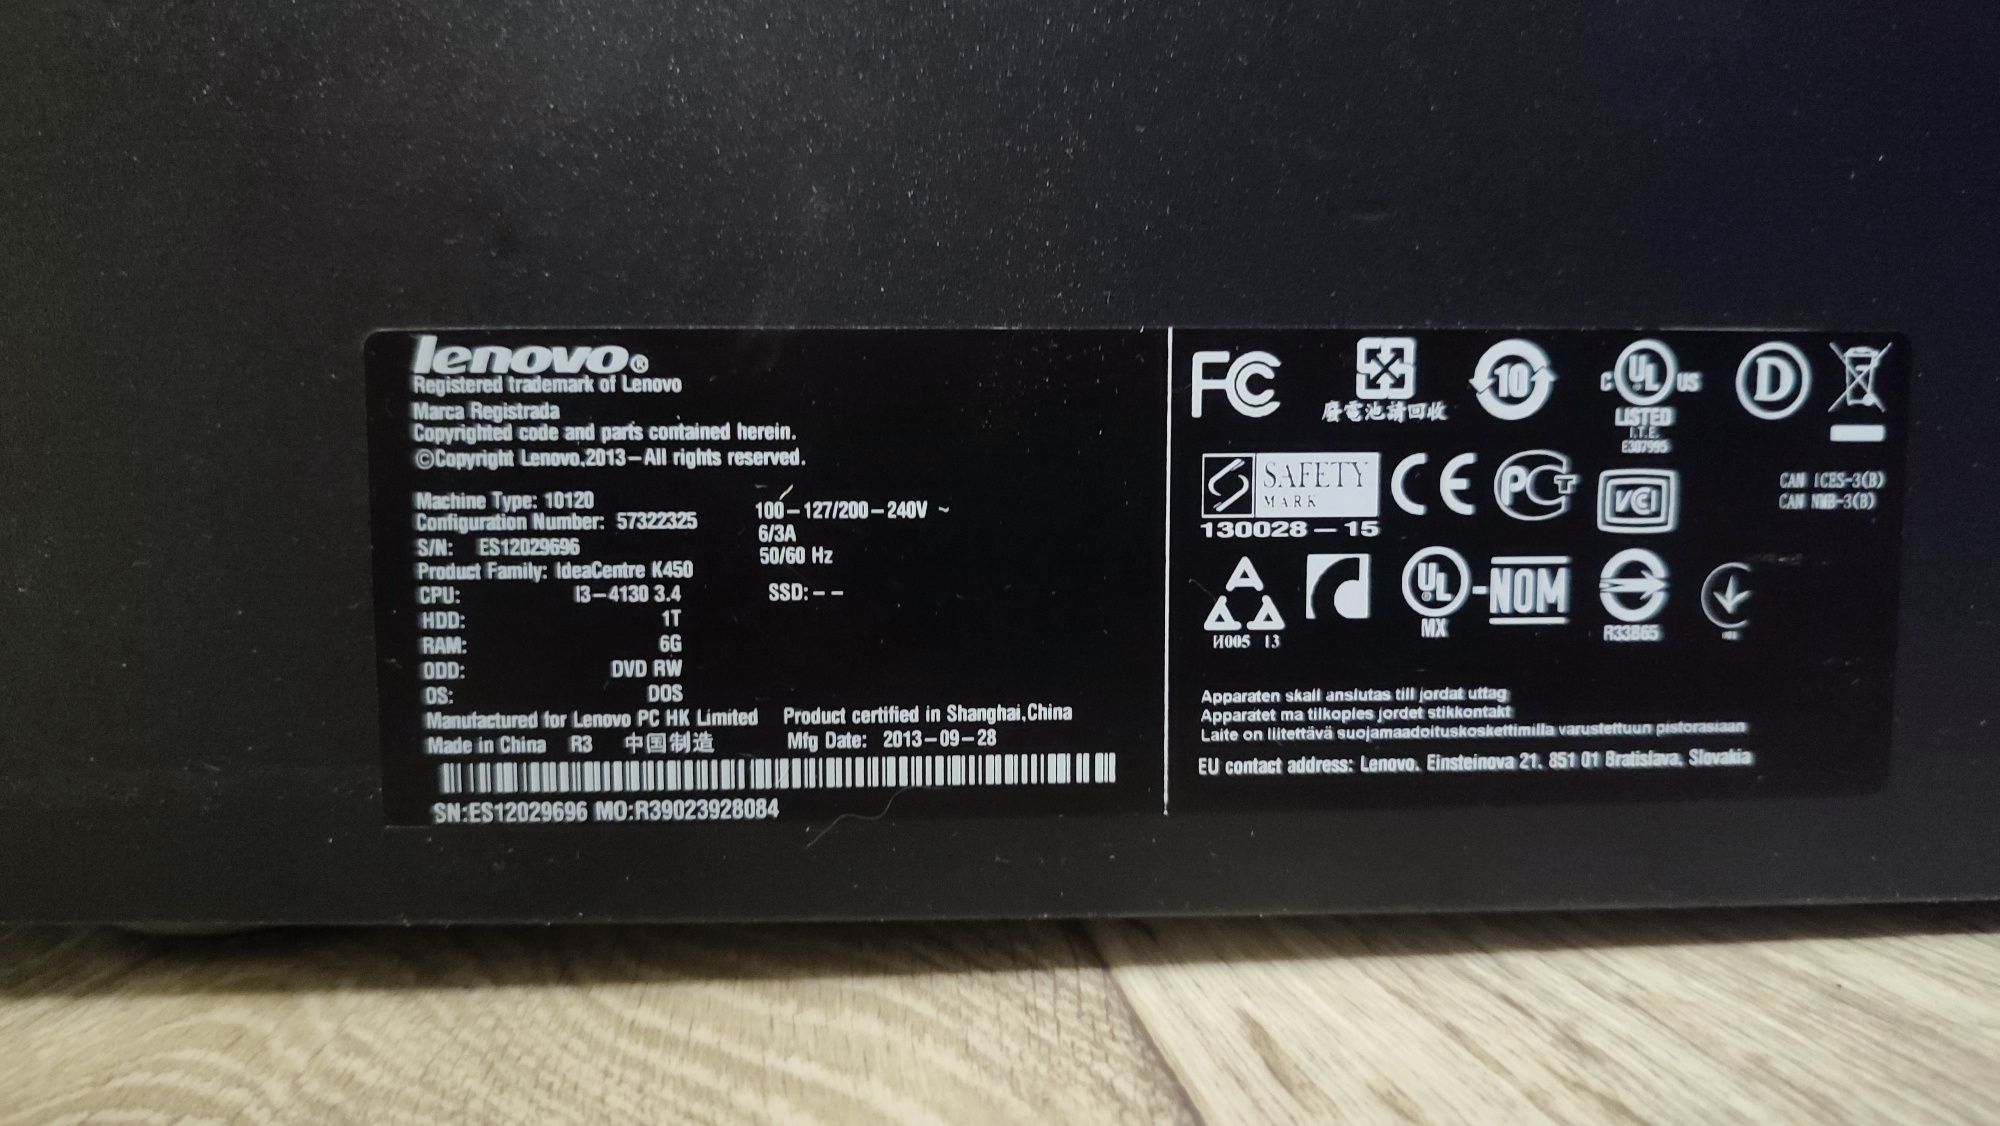 lenovo®
Registered trademark of Lenovo
Marca Registrada
Copyrighted code and parts contained herein.
©Copyright Lenovo,2013–All rights reserved.
Machine Type: 10120
Configuration Number: 57322325
S/N: ES12029696
Product Family: IdeaCentre K450
CPU: I3–4130 3.4
HDD: 1T
RAM: 6G
ODD: DVD RW
OS: DOS
100–127/200–240V ~
6/3A
50/60 Hz
SSD: – –
Manufactured for Lenovo PC HK Limited Product certified in Shanghai,China
Made in China R3 中国制造 Mfg Date: 2013–09–28
SN:ES12029696 MO:R39023928084
FC
廢電池請回收
10
C UL US
LISTED
I.T.E.
E307995
D
SAFETY
MARK
130028–15
CE
PCT
VCI
CAN ICES-3(B)
CAN NMB-3(B)
И005 13
UL
MX
-NOM
R33B65
Apparaten skall anslutas till jordat uttag
Apparatet ma tilkoples jordet stikkontakt
Laite on liitettävä suojamaadoituskoskettimilla varustettuun pistorasiaan
EU contact address: Lenovo, Einsteinova 21, 851 01 Bratislava, Slovakia